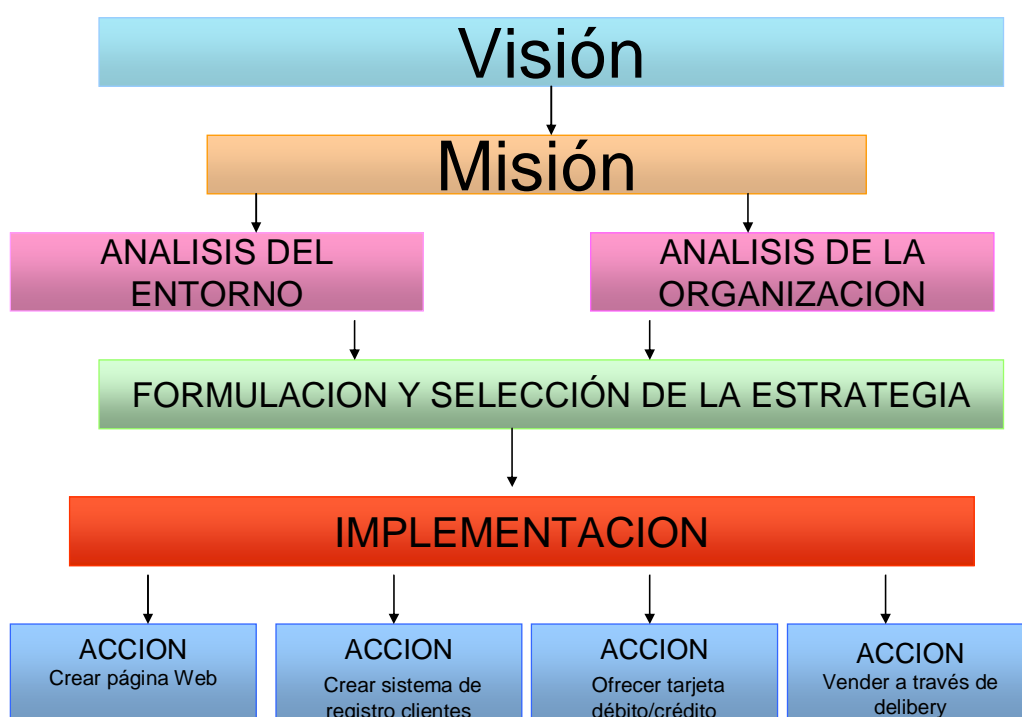 Visión
Misión
ANALISIS DEL
ENTORNO
ANALISIS DE LA
ORGANIZACION
FORMULACION Y SELECCIÓN DE LA ESTRATEGIA
IMPLEMENTACION
ACCION
Crear página Web
ACCION
Crear sistema de
registro clientes
ACCION
Ofrecer tarjeta
débito/crédito
ACCION
Vender a través de
delibery